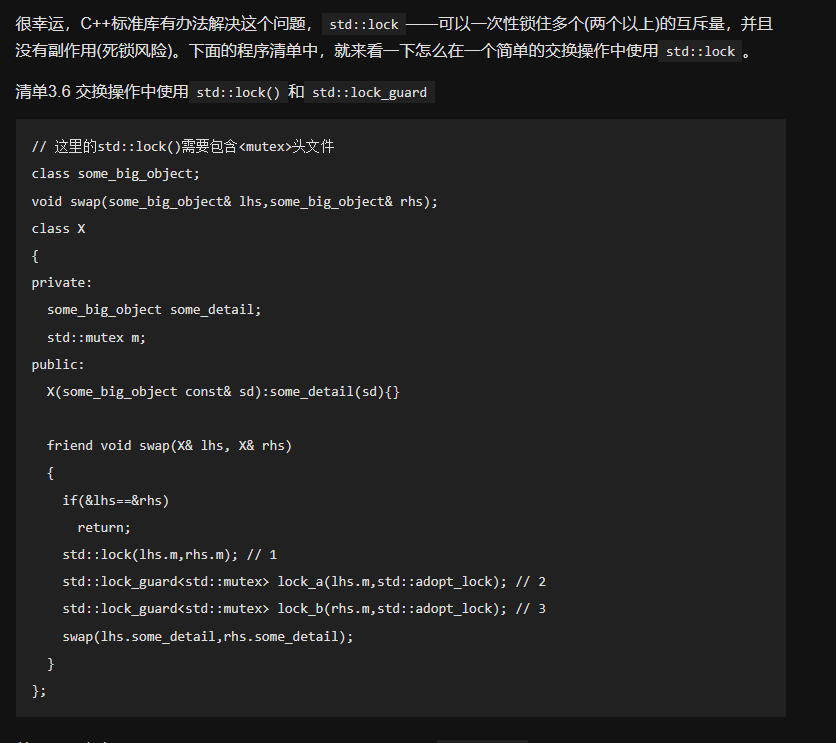 很幸运，C++标准库有办法解决这个问题，std::lock——可以一次性锁住多个(两个以上)的互斥量，并且
没有副作用(死锁风险)。下面的程序清单中，就来看一下怎么在一个简单的交换操作中使用 std::lock 。
清单3.6 交换操作中使用 std::lock() 和 std::lock_guard
// 这里的std::lock()需要包含<mutex>头文件
class some_big_object;
void swap(some_big_object& lhs,some_big_object& rhs);
class X
{
private:
  some_big_object some_detail;
  std::mutex m;
public:
  X(some_big_object const& sd):some_detail(sd){}
  friend void swap(X& lhs, X& rhs)
  {
    if(&lhs==&rhs)
      return;
    std::lock(lhs.m,rhs.m); // 1
    std::lock_guard<std::mutex> lock_a(lhs.m,std::adopt_lock); // 2
    std::lock_guard<std::mutex> lock_b(rhs.m,std::adopt_lock); // 3
    swap(lhs.some_detail,rhs.some_detail);
  }
};